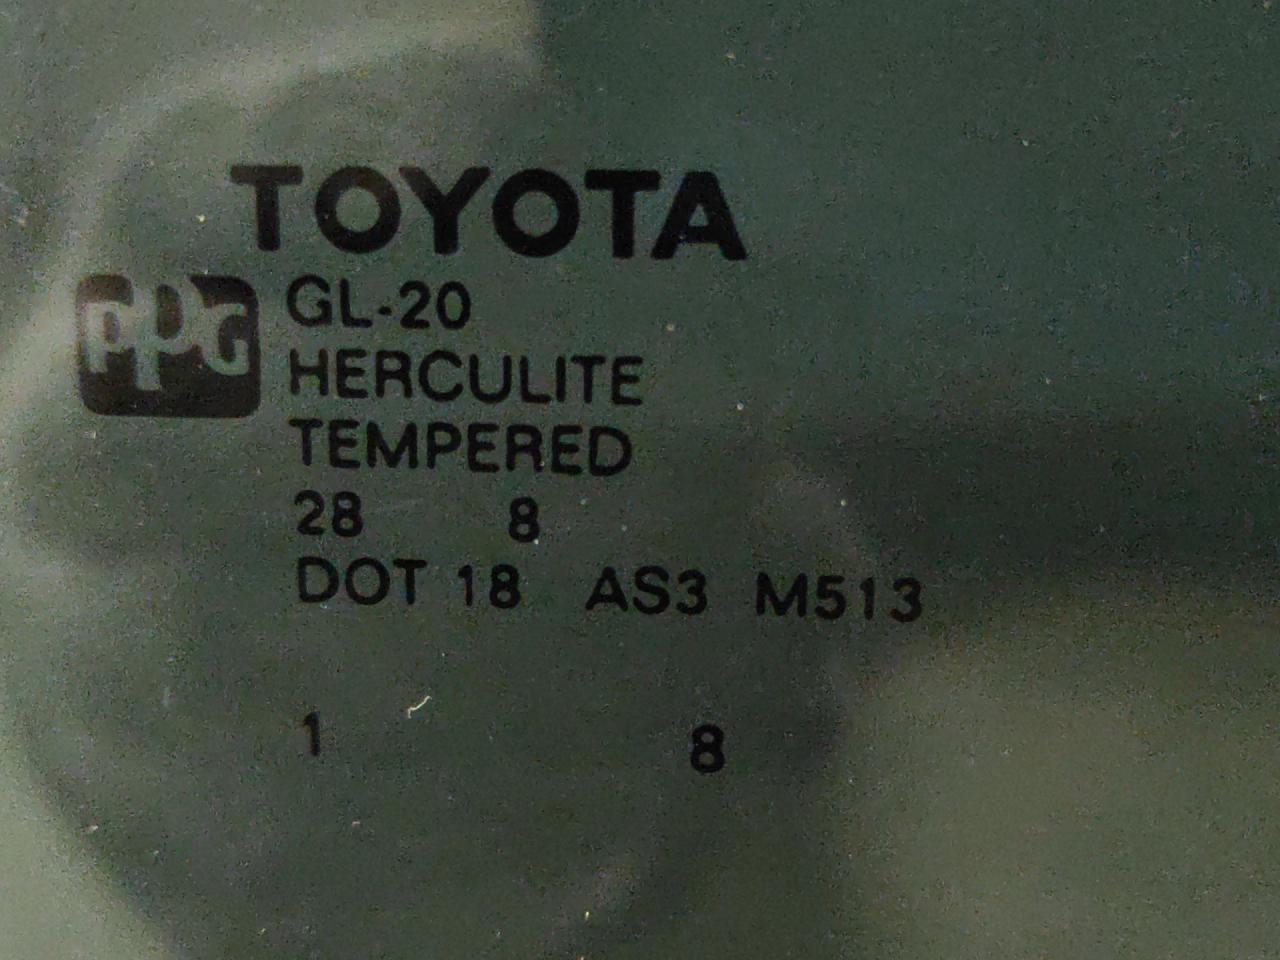 TOYOTA
PPG
GL-20
HERCULITE
TEMPERED
28 8
DOT 18 AS3 M513
1 8